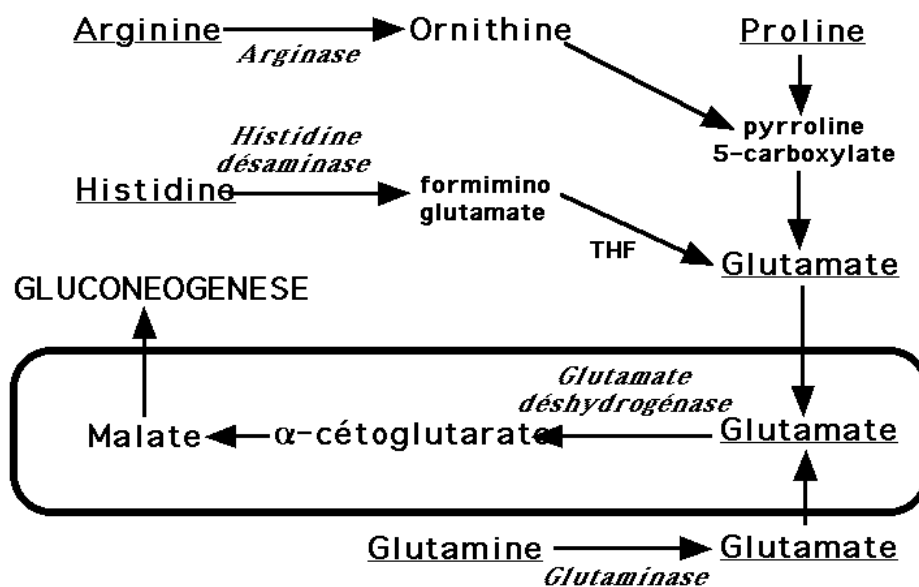 Arginine
Arginase
Ornithine
Proline
pyrroline
5-carboxylate
Histidine
désaminase
Histidine
formimino
glutamate
THF
Glutamate
GLUCONEOGENESE
Glutamate
déshydrogénase
Malate
α-cétoglutarate
Glutamate
Glutamine
Glutaminase
Glutamate